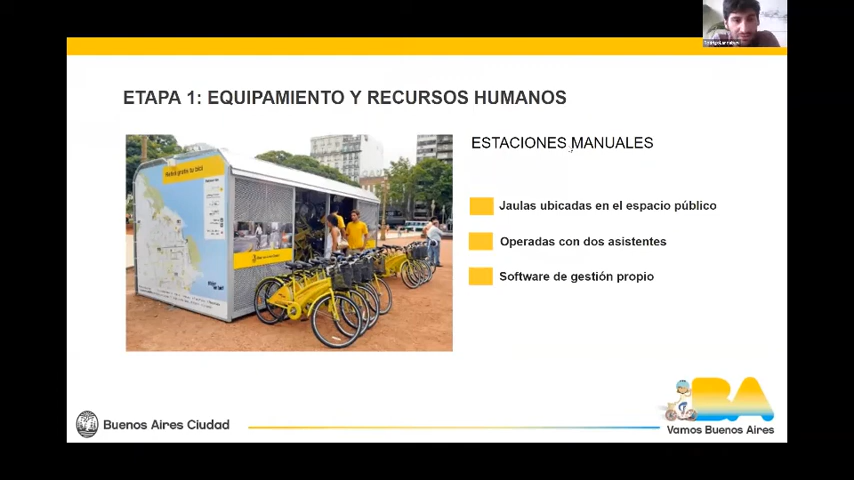 ETAPA 1: EQUIPAMIENTO Y RECURSOS HUMANOS
ESTACIONES MANUALES
Jaulas ubicadas en el espacio público
Operadas con dos asistentes
Software de gestión propio
BA
Buenos Aires Ciudad
Vamos Buenos Aires